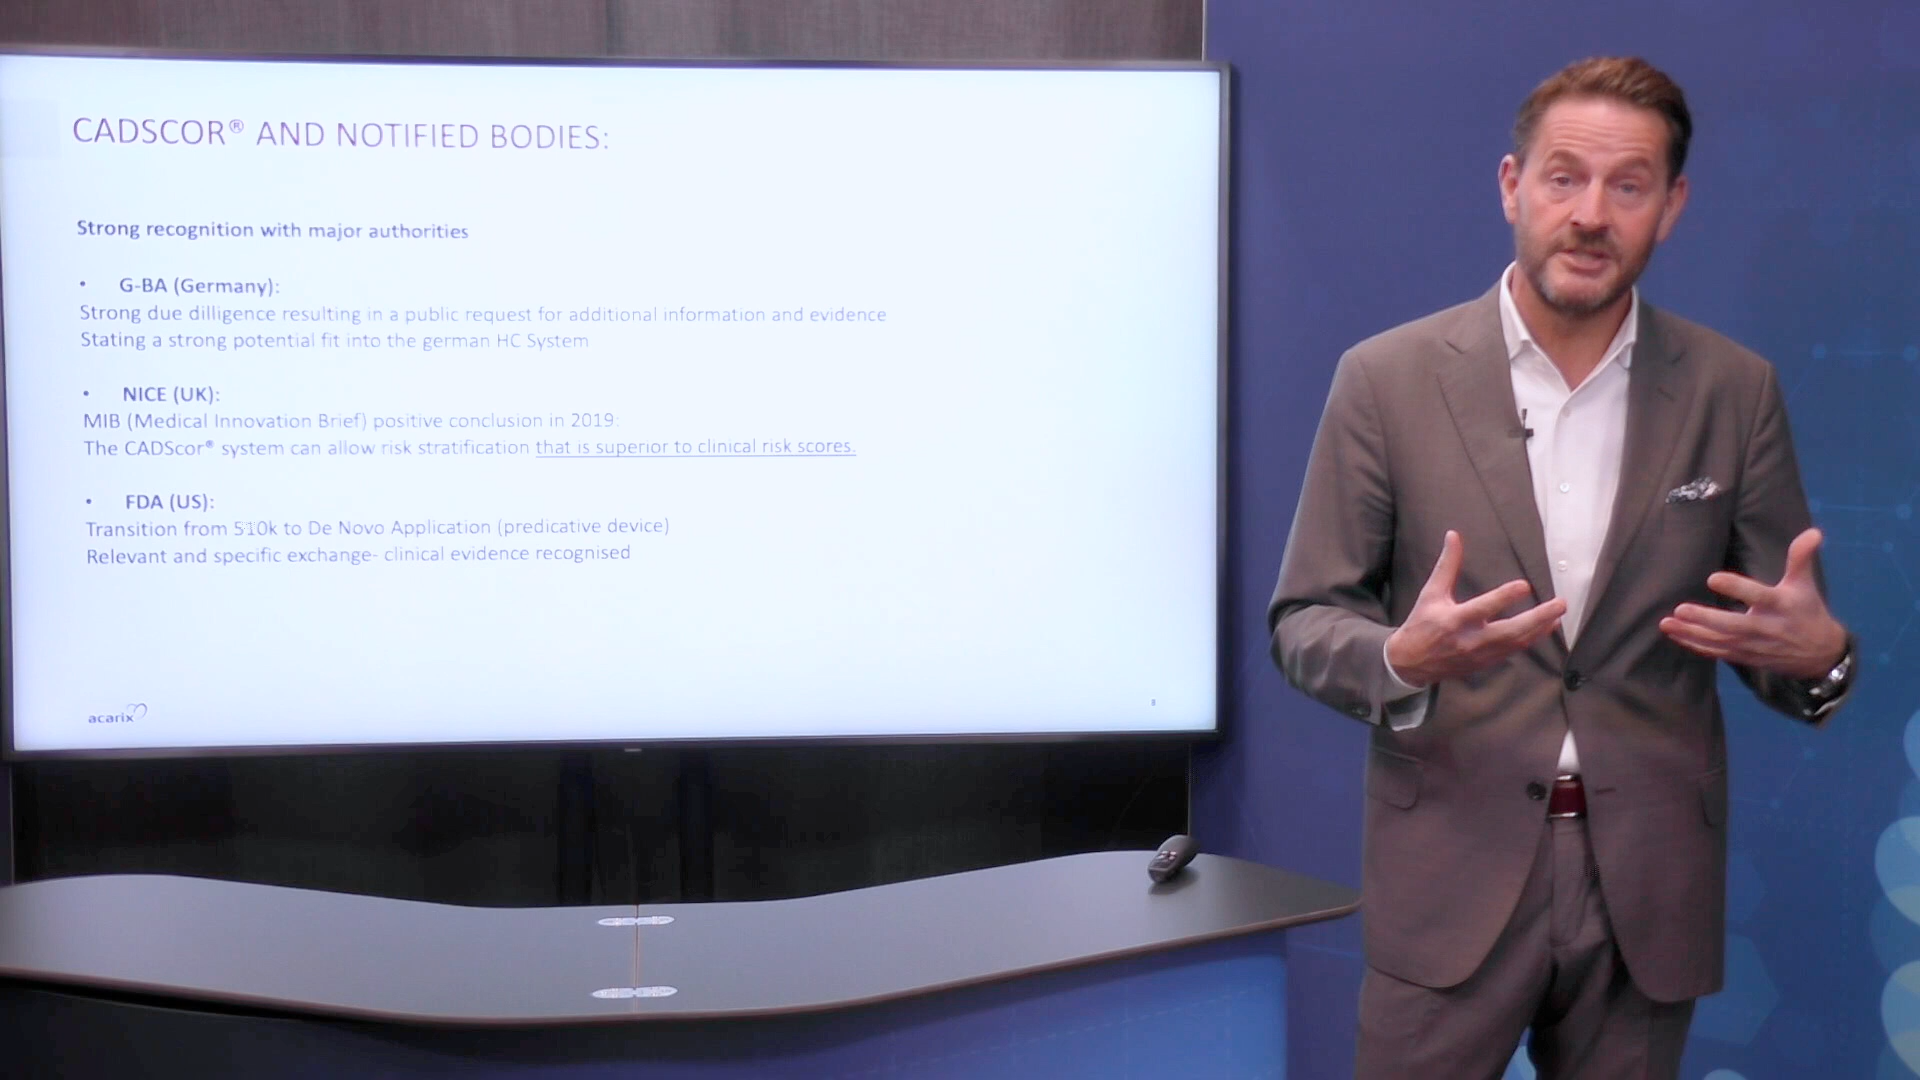 CADSCOR® AND NOTIFIED BODIES:
Strong recognition with major authorities
• G-BA (Germany):
Strong due dilligence resulting in a public request for additional information and evidence
Stating a strong potential fit into the german HC System
• NICE (UK):
MIB (Medical Innovation Brief) positive conclusion in 2019:
The CADScor® system can allow risk stratification that is superior to clinical risk scores.
• FDA (US):
Transition from 510k to De Novo Application (predicative device)
Relevant and specific exchange- clinical evidence recognised
acarix